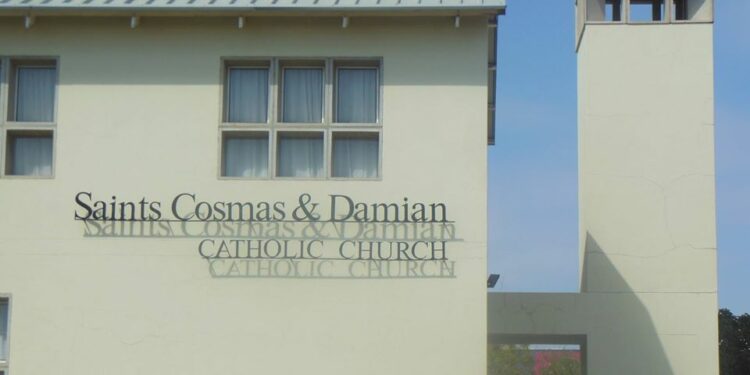 Saints Cosmas & Damian
CATHOLIC CHURCH